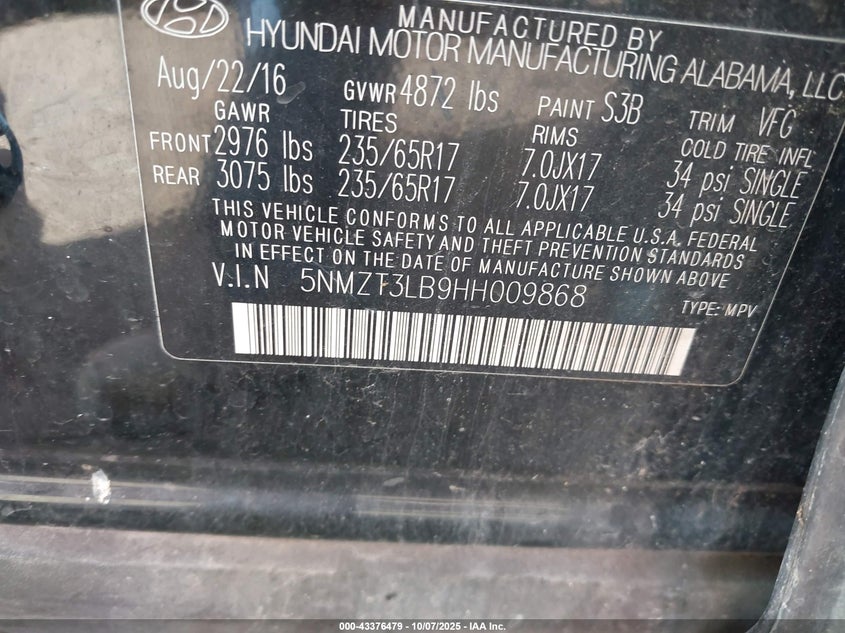 MANUFACTURED BY
HYUNDAI MOTOR MANUFACTURING ALABAMA, LLC
Aug/22/16 GVWR 4872 lbs PAINT S3B TRIM VFG
GAWR TIRES RIMS COLD TIRE INFL
FRONT 2976 lbs 235/65R17 7.0JX17 34 psi SINGLE
REAR 3075 lbs 235/65R17 7.0JX17 34 psi SINGLE
THIS VEHICLE CONFORMS TO ALL APPLICABLE U.S.A. FEDERAL
MOTOR VEHICLE SAFETY AND THEFT PREVENTION STANDARDS
IN EFFECT ON THE DATE OF MANUFACTURE SHOWN ABOVE
V.I.N 5NMZT3LB9HH009868 TYPE: MPV
000-43376479 - 10/07/2025 - IAA Inc.